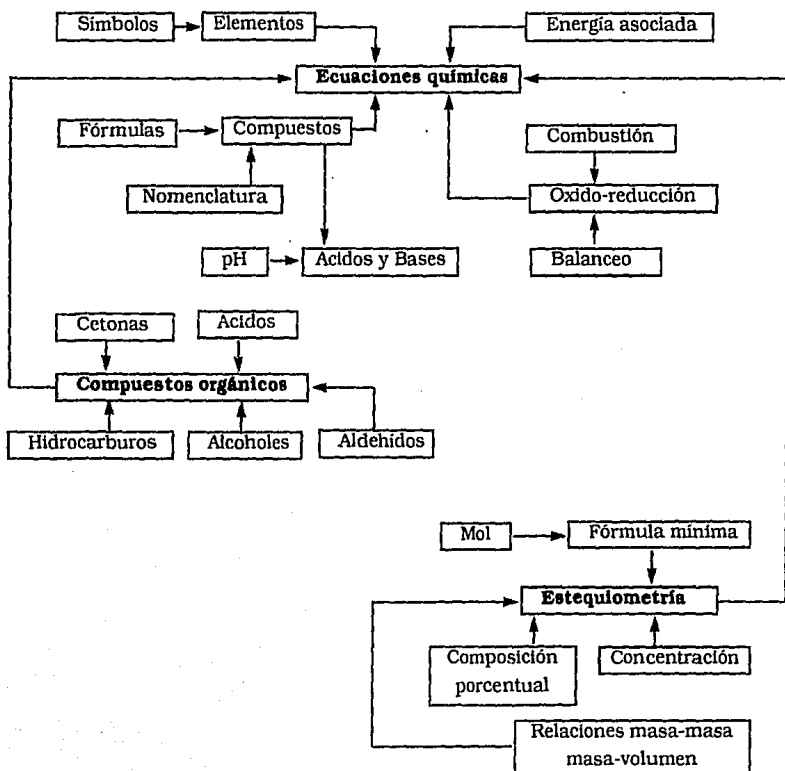 Símbolos
Elementos
Energía asociada
Ecuaciones químicas
Fórmulas
Compuestos
Combustión
Nomenclatura
Oxido-reducción
pH
Acidos y Bases
Balanceo
Cetonas
Acidos
Compuestos orgánicos
Hidrocarburos
Alcoholes
Aldehídos
Mol
Fórmula mínima
Estequiometría
Composición
porcentual
Concentración
Relaciones masa-masa
masa-volumen